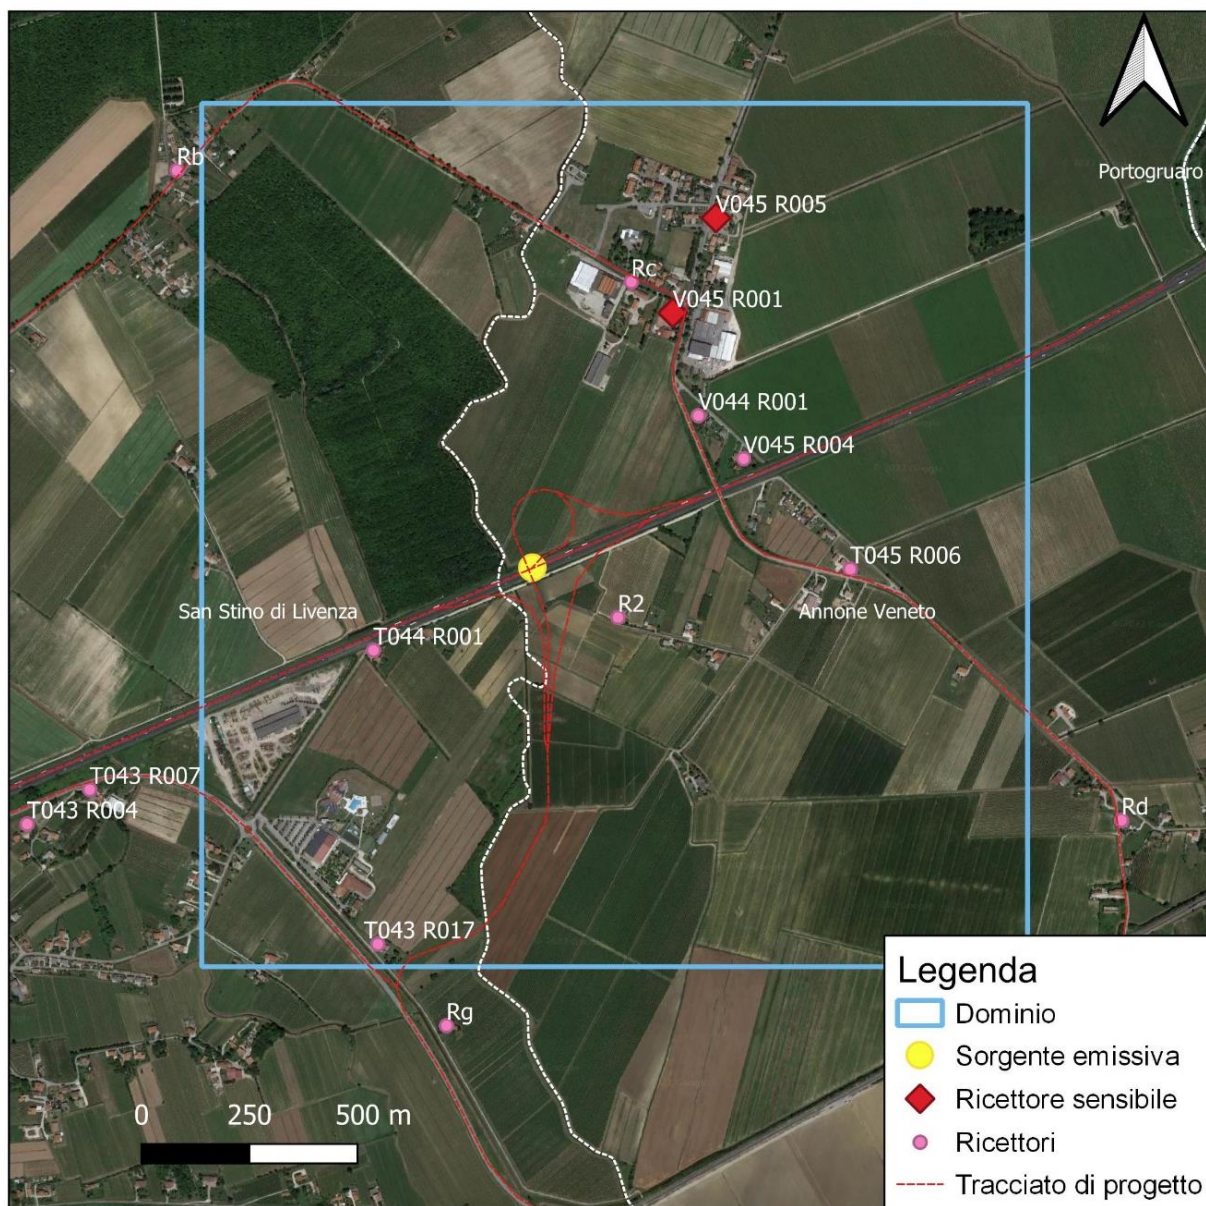 Rb
Portogruaro
V045 R005
Rc
V045 R001
V044 R001
V045 R004
T045 R006
R2
San Stino di Livenza
Annone Veneto
T044 R001
T043 R007
T043 R004
Rd
T043 R017
Rg
0 250 500 m
Legenda
Dominio
Sorgente emissiva
Ricettore sensibile
Ricettori
Tracciato di progetto